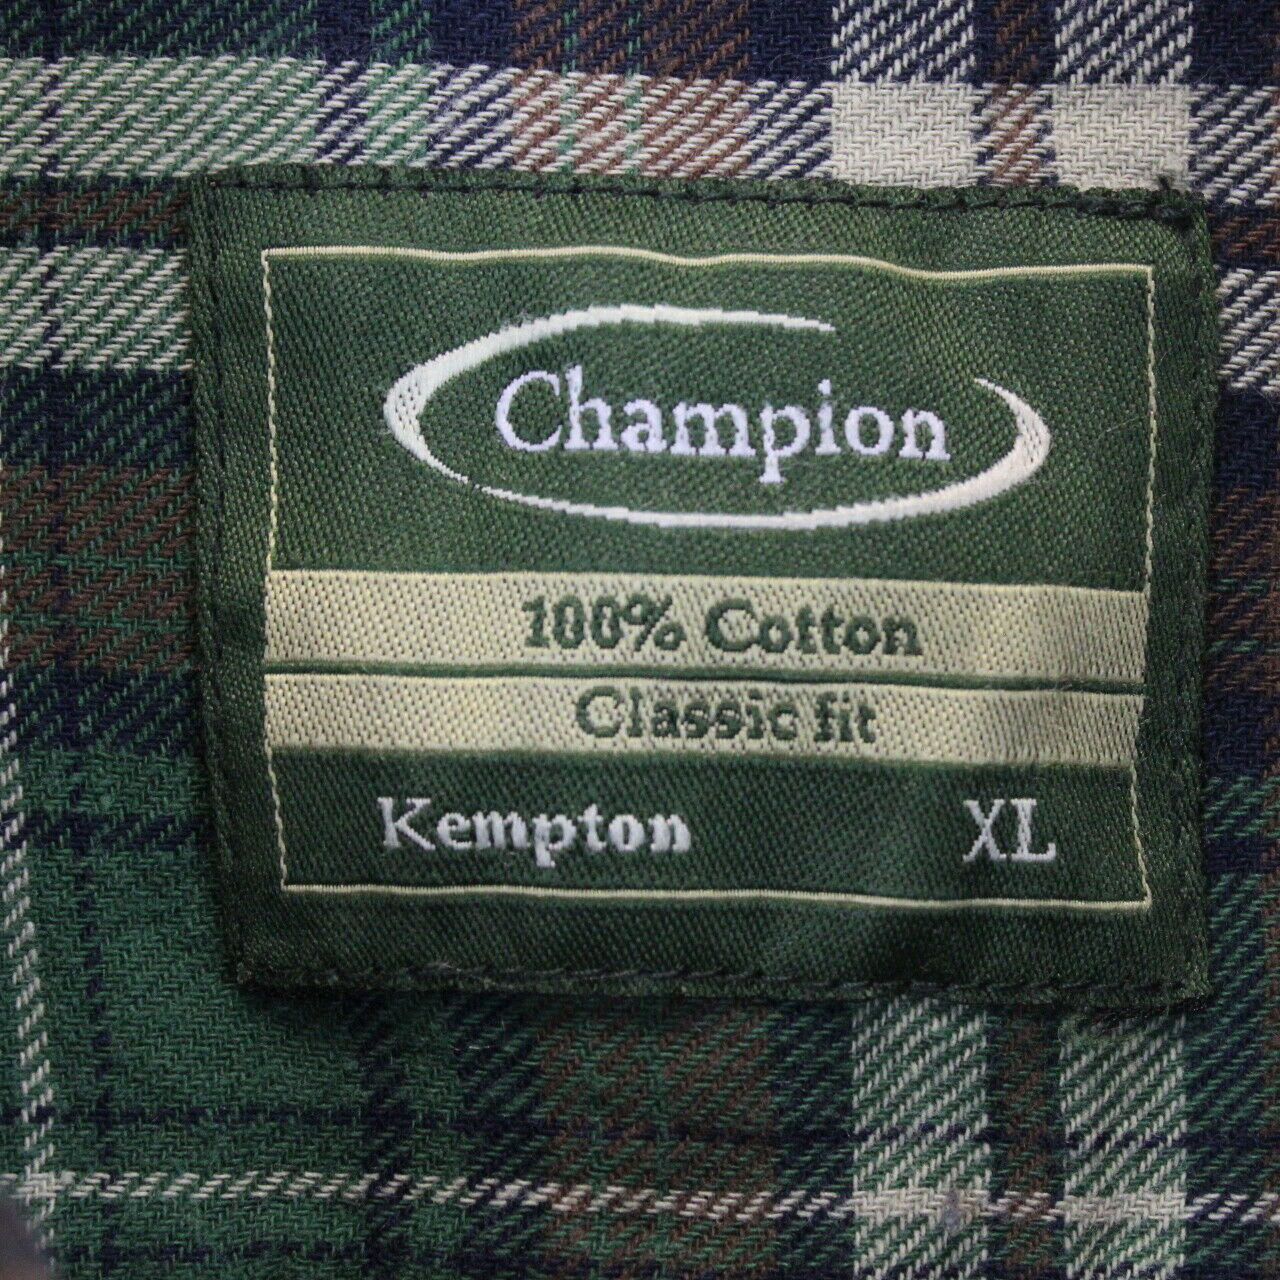 Champion
100% Cotton
Classic fit
Kempton XL